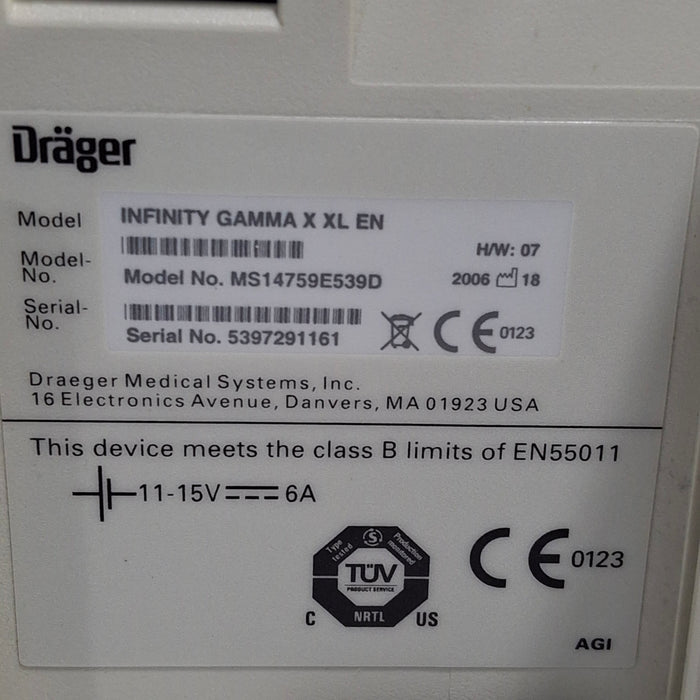 Dräger
Model INFINITY GAMMA X XL EN
Model-No. Model No. MS14759E539D
H/W: 07
2006 18
Serial-No. Serial No. 5397291161
CE 0123
Draeger Medical Systems, Inc.
16 Electronics Avenue, Danvers, MA 01923 USA
This device meets the class B limits of EN55011
11-15V 6A
Type tested
S
Production monitored
TÜV
PRODUCT SERVICE
C NRTL US
CE 0123
AGI